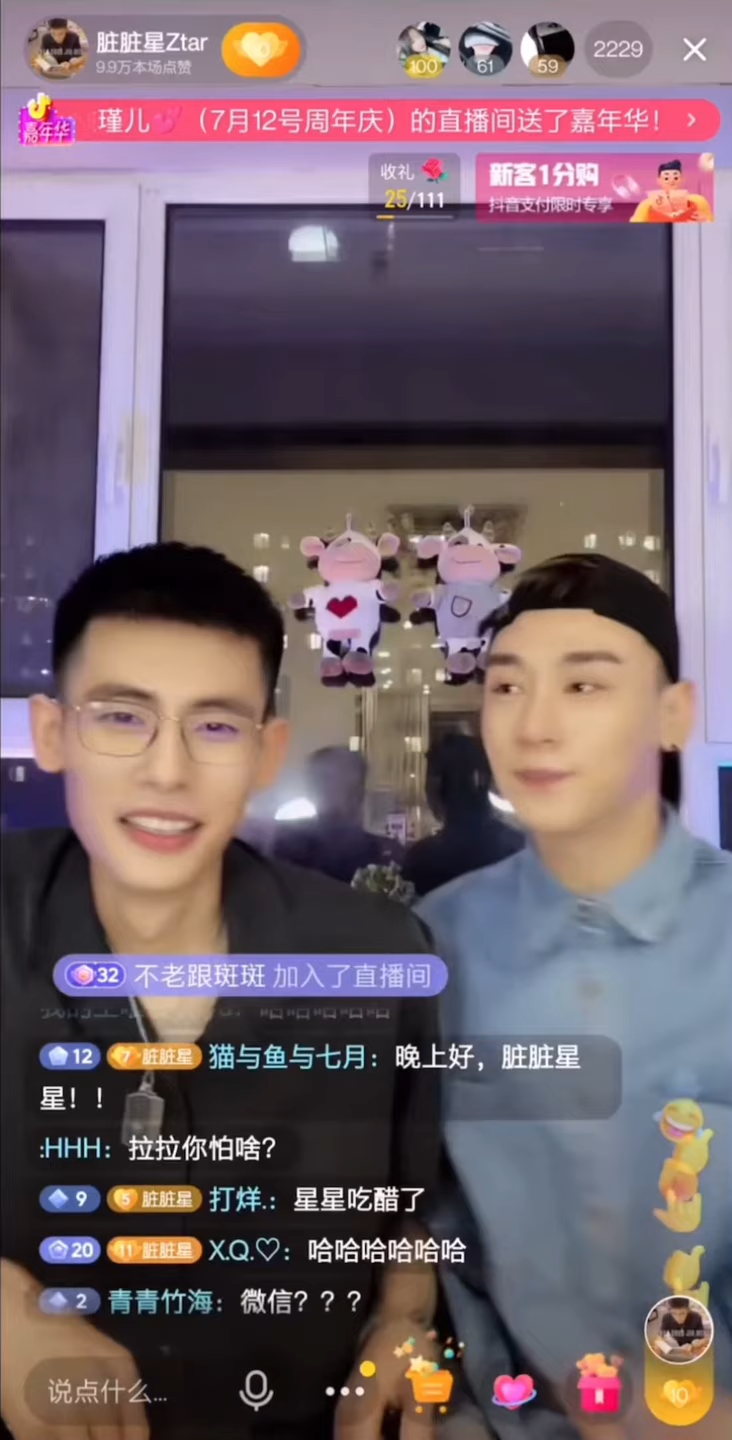 脏脏星Ztar
9.9万本场点赞
10
100
61
59
2229
嘉年华
瑾儿💕（7月12号周年庆）的直播间送了嘉年华！
收礼🌹
25/111
新客1分购
抖音支付限时专享
32 不老跟斑斑 加入了直播间
12 7 脏脏星 猫与鱼与七月：晚上好，脏脏星
星！！
:HHH：拉拉你怕啥？
9 5 脏脏星 打烊.：星星吃醋了
20 11 脏脏星 X.Q.♡：哈哈哈哈哈哈
2 青青竹海：微信？？？
说点什么...
10